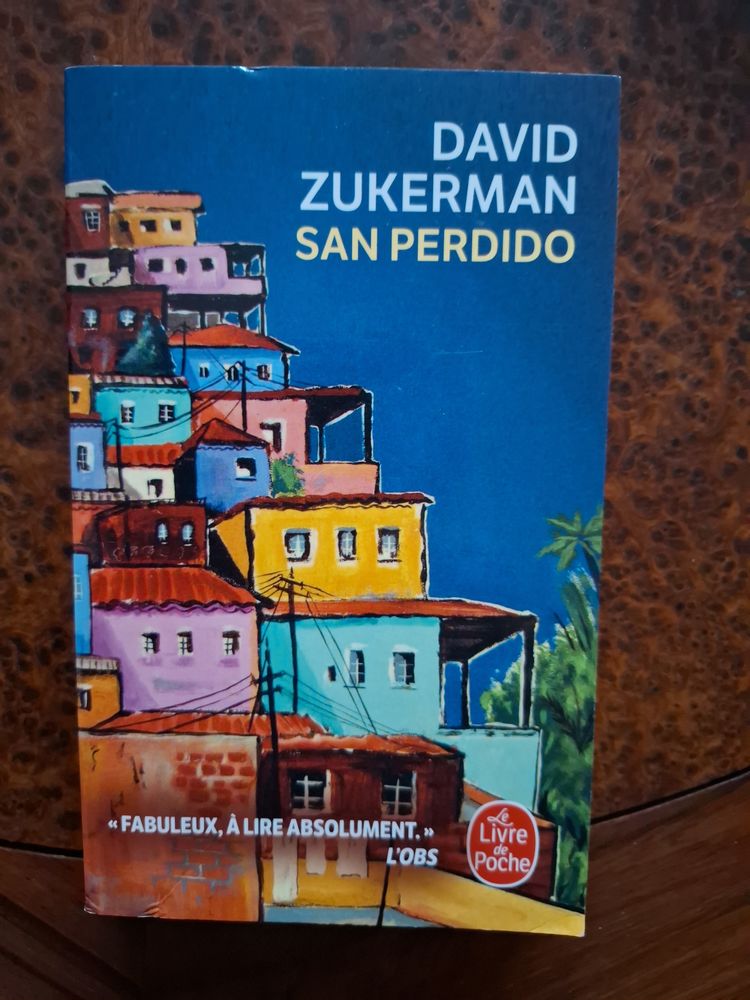 DAVID
ZUKERMAN
SAN PERDIDO
« FABULEUX, À LIRE ABSOLUMENT. »
L'OBS
Le
Livre
de
Poche